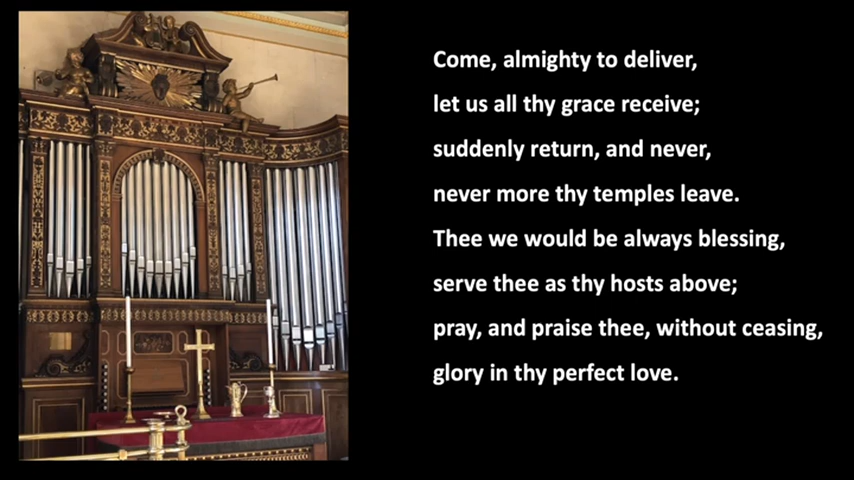 Come, almighty to deliver,
let us all thy grace receive;
suddenly return, and never,
never more thy temples leave.
Thee we would be always blessing,
serve thee as thy hosts above;
pray, and praise thee, without ceasing,
glory in thy perfect love.